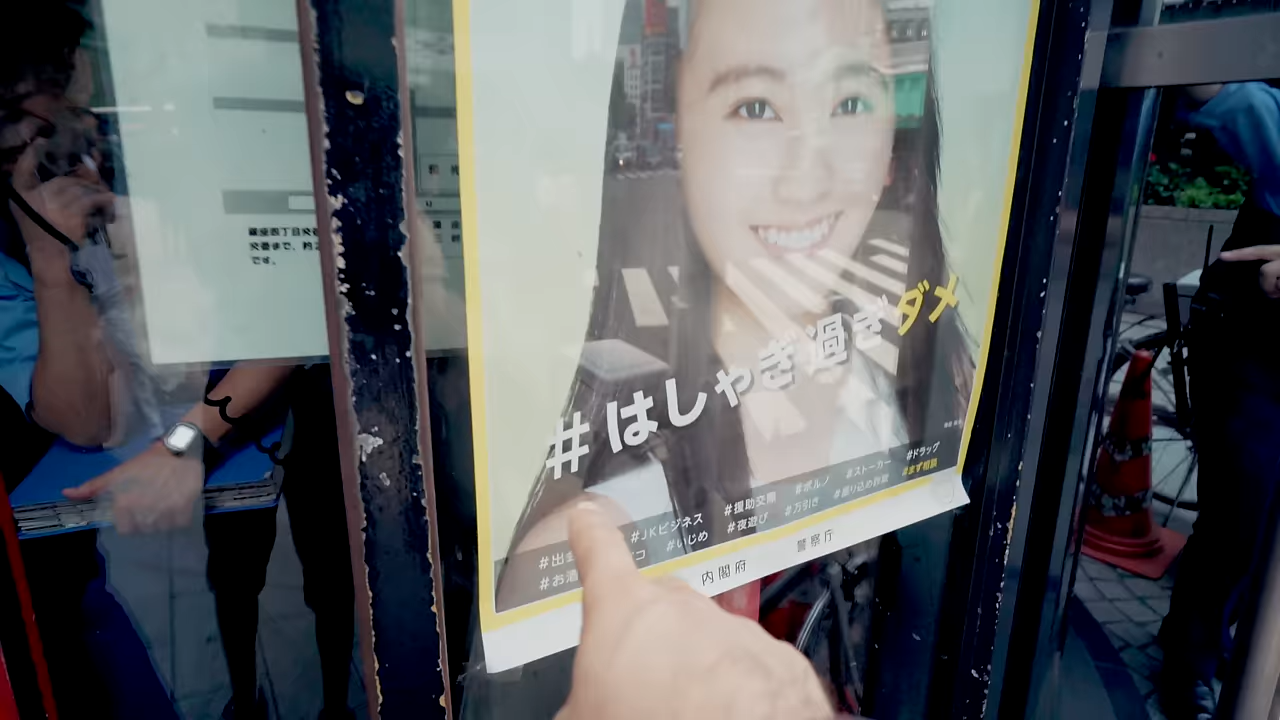 です。
#はしゃぎ過ぎダメ
#JKビジネス #援助交際 #ポルノ #ストーカー #ドラッグ
#いじめ #夜遊び #万引き #振り込め詐欺 #まず相談
内閣府 警察庁